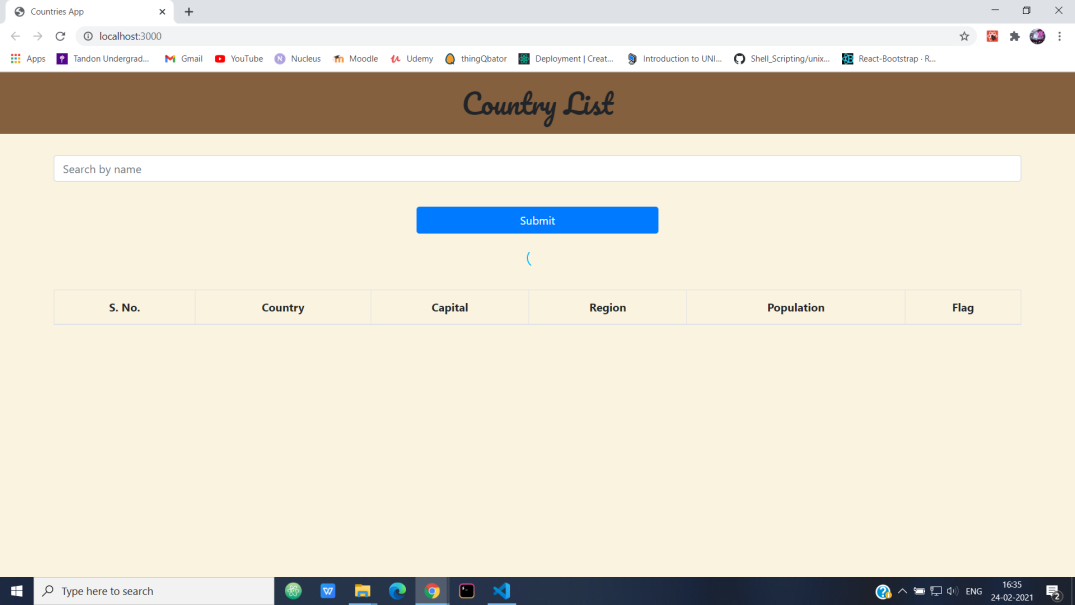 Countries App
localhost:3000
Apps Tandon Undergrad... Gmail YouTube Nucleus Moodle Udemy thingQbator Deployment | Creat... Introduction to UNI... Shell_Scripting/unix... React-Bootstrap · R...
Country List
Search by name
Submit
S. No. Country Capital Region Population Flag
Type here to search
ENG
16:35
24-02-2021
2